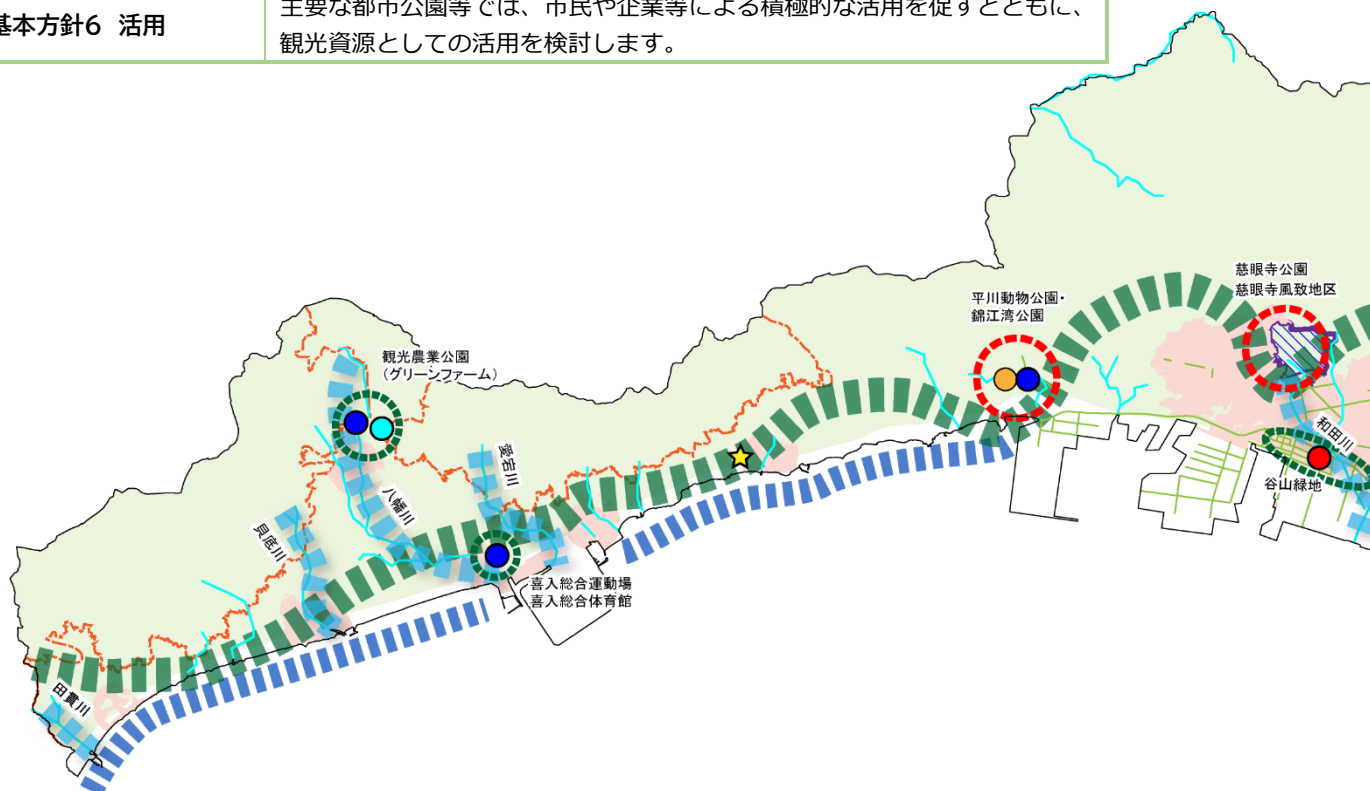 基本方針6 活用
主要な都市公園等では、市民や企業等による積極的な活用を促すとともに、
観光資源としての活用を検討します。
慈眼寺公園
慈眼寺風致地区
平川動物公園・
錦江湾公園
観光農業公園
(グリーンファーム)
和田川
愛宕川
谷山緑地
八幡川
貝底川
喜入総合運動場
喜入総合体育館
田貫川